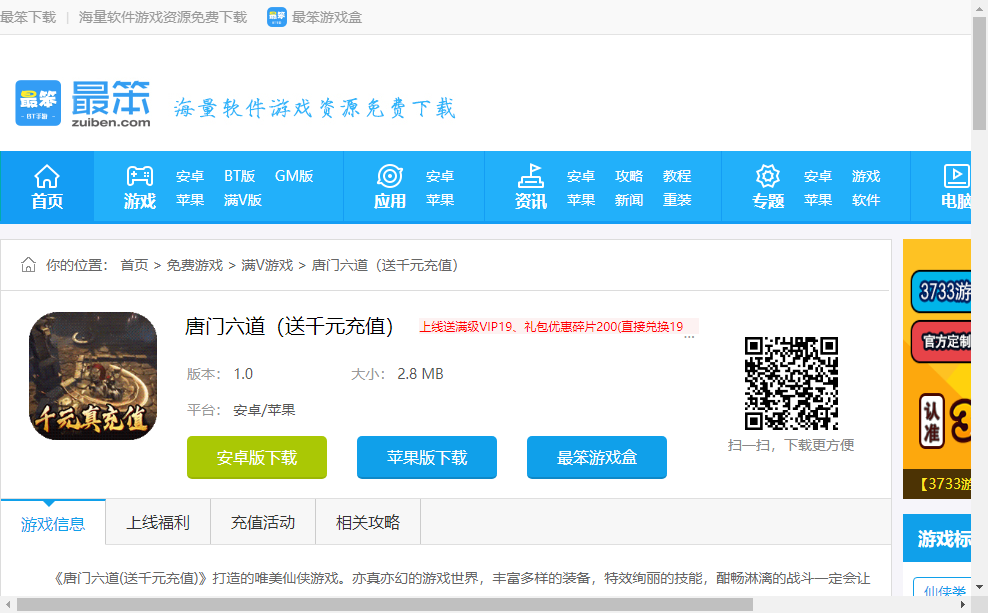 最笨下载 | 海量软件游戏资源免费下载 最笨 最笨游戏盒
最笨 -BT手游- 最笨 zuiben.com 海量软件游戏资源免费下载
首页 游戏 安卓 BT版 GM版 苹果 满V版 应用 安卓 苹果 资讯 安卓 攻略 教程 苹果 新闻 重装 专题 安卓 游戏 苹果 软件 电脑
你的位置： 首页 > 免费游戏 > 满V游戏 > 唐门六道（送千元充值）
唐门六道（送千元充值） 上线送满级VIP19、礼包优惠碎片200(直接兑换19...
版本： 1.0 大小： 2.8 MB
平台： 安卓/苹果
千元真充值
安卓版下载 苹果版下载 最笨游戏盒
扫一扫，下载更方便
3733游
官方定制
认准 3
【3733游
游戏信息 上线福利 充值活动 相关攻略
游戏标
仙侠类
《唐门六道(送千元充值)》打造的唯美仙侠游戏。亦真亦幻的游戏世界，丰富多样的装备，特效绚丽的技能，酣畅淋漓的战斗一定会让